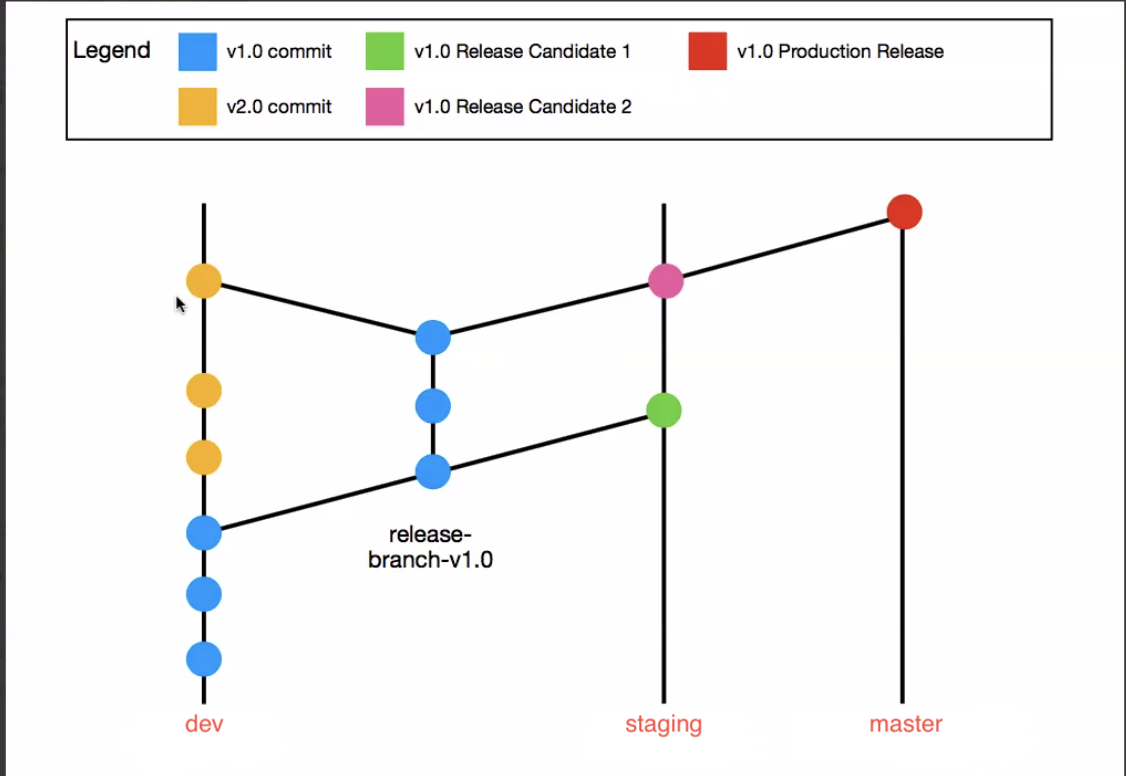 Legend
v1.0 commit
v1.0 Release Candidate 1
v1.0 Production Release
v2.0 commit
v1.0 Release Candidate 2
release-
branch-v1.0
dev
staging
master